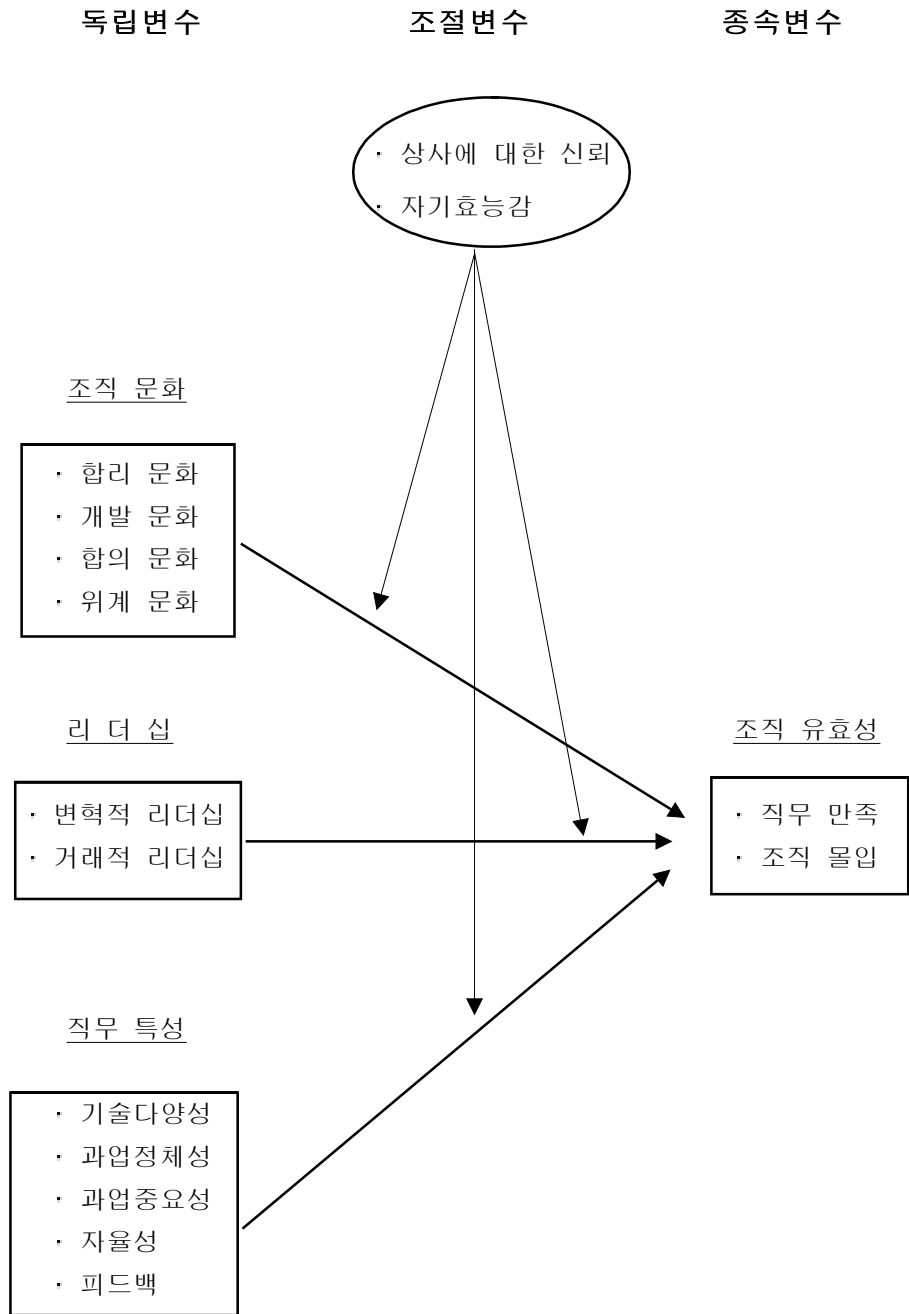 독립변수 조절변수 종속변수
· 상사에 대한 신뢰
· 자기효능감
조직 문화
· 합리 문화
· 개발 문화
· 합의 문화
· 위계 문화
리 더 십
· 변혁적 리더십
· 거래적 리더십
조직 유효성
· 직무 만족
· 조직 몰입
직무 특성
· 기술다양성
· 과업정체성
· 과업중요성
· 자율성
· 피드백